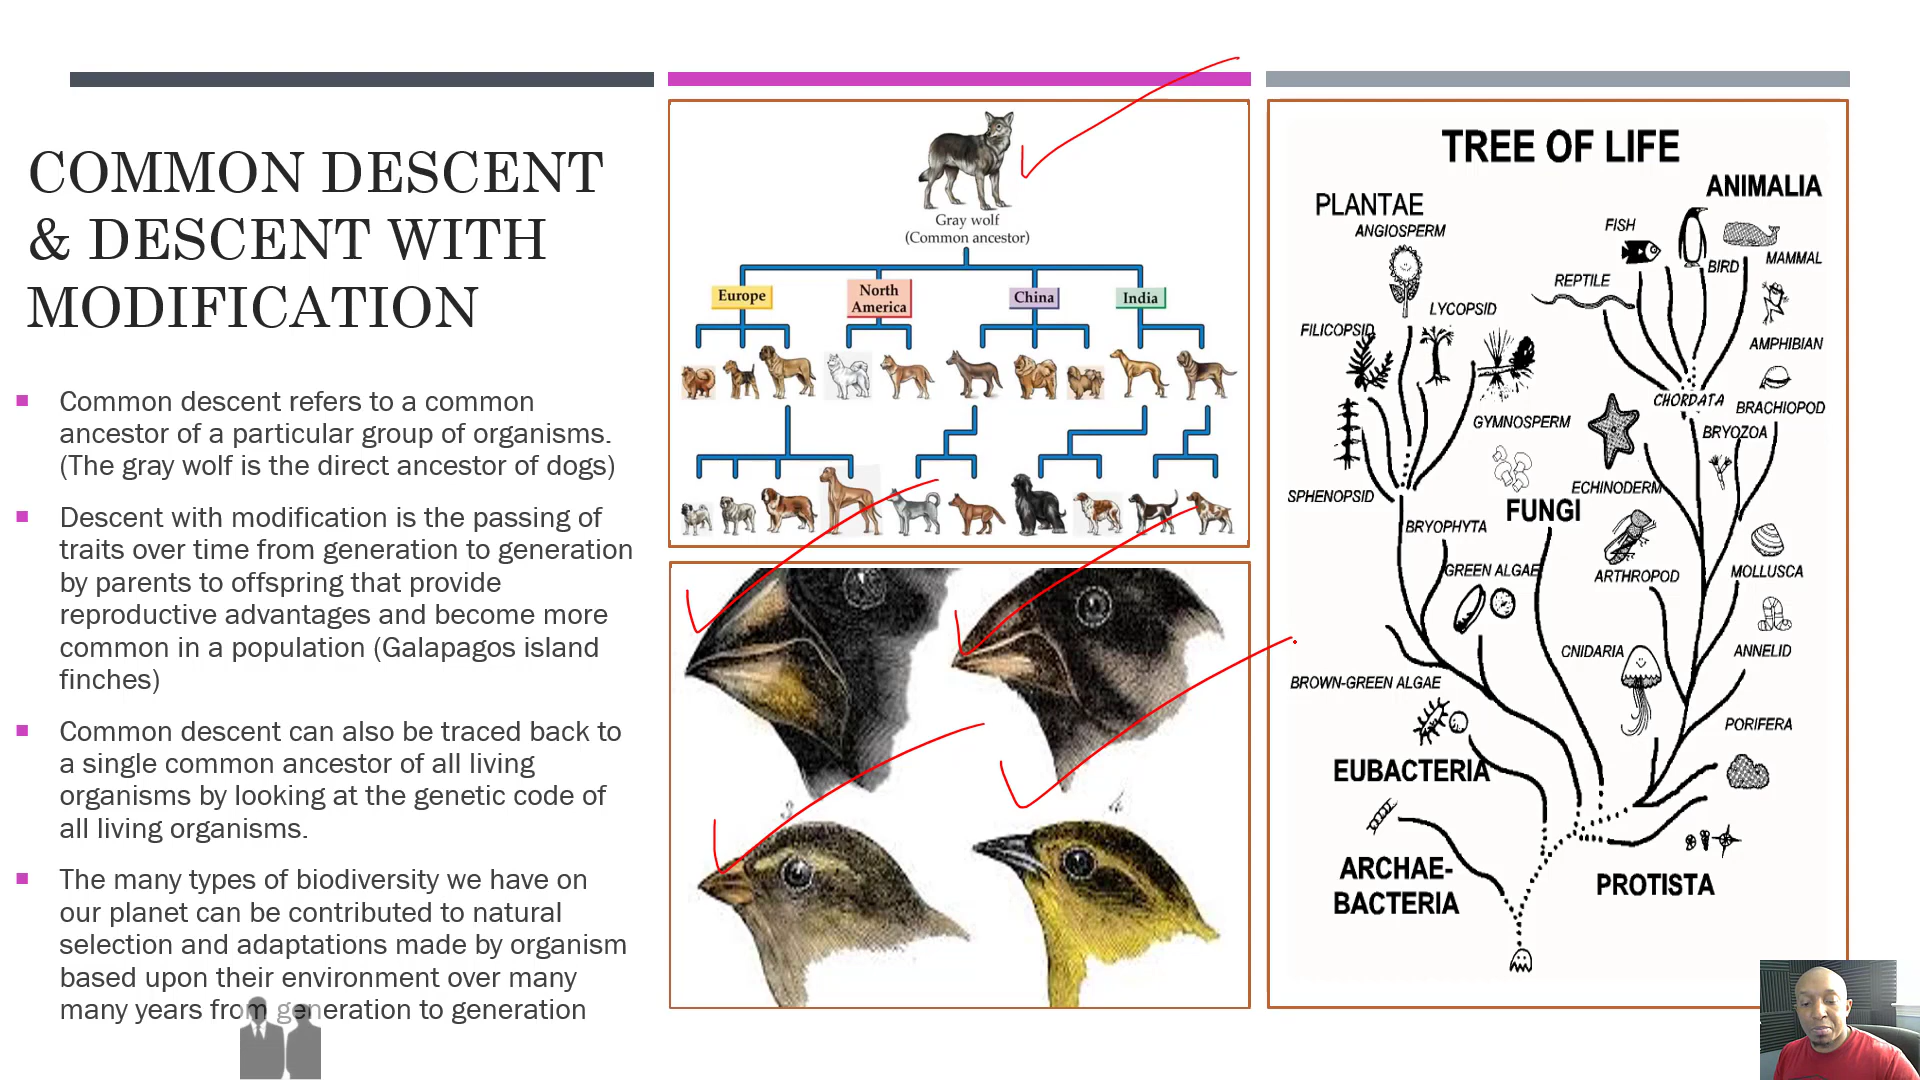 COMMON DESCENT
& DESCENT WITH
MODIFICATION
Common descent refers to a common
ancestor of a particular group of organisms.
(The gray wolf is the direct ancestor of dogs)
Descent with modification is the passing of
traits over time from generation to generation
by parents to offspring that provide
reproductive advantages and become more
common in a population (Galapagos island
finches)
Common descent can also be traced back to
a single common ancestor of all living
organisms by looking at the genetic code of
all living organisms.
The many types of biodiversity we have on
our planet can be contributed to natural
selection and adaptations made by organism
based upon their environment over many
many years from generation to generation
Gray wolf
(Common ancestor)
Europe
North
America
China
India
TREE OF LIFE
PLANTAE
ANIMALIA
ANGIOSPERM
FISH
BIRD
MAMMAL
REPTILE
LYCOPSID
FILICOPSID
AMPHIBIAN
CHORDATA
BRACHIOPOD
GYMNOSPERM
BRYOZOA
SPHENOPSID
ECHINODERM
FUNGI
BRYOPHYTA
GREEN ALGAE
ARTHROPOD
MOLLUSCA
CNIDARIA
ANNELID
BROWN-GREEN ALGAE
PORIFERA
EUBACTERIA
ARCHAE-
BACTERIA
PROTISTA